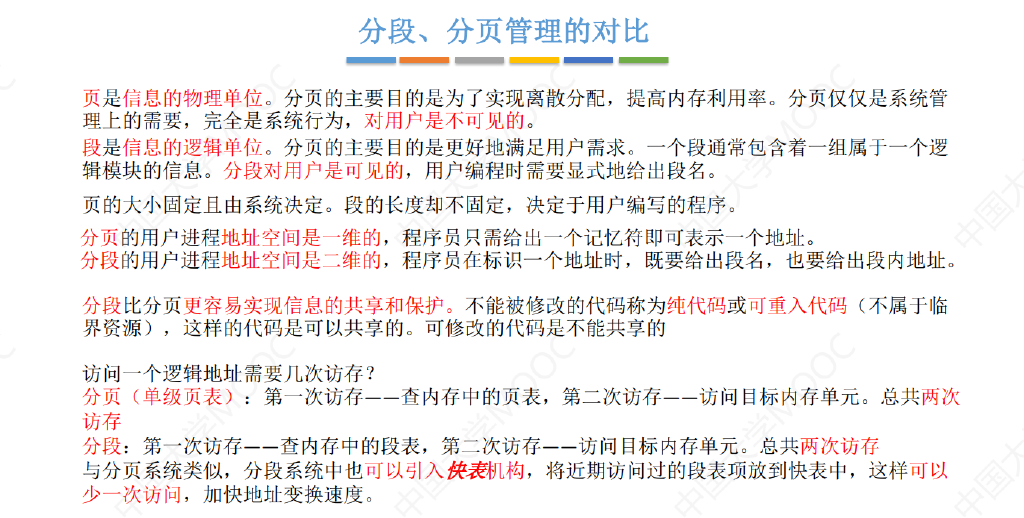 分段、分页管理的对比
页是信息的物理单位。分页的主要目的是为了实现离散分配，提高内存利用率。分页仅仅是系统管
理上的需要，完全是系统行为，对用户是不可见的。
段是信息的逻辑单位。分页的主要目的是更好地满足用户需求。一个段通常包含着一组属于一个逻
辑模块的信息。分段对用户是可见的，用户编程时需要显式地给出段名。
页的大小固定且由系统决定。段的长度却不固定，决定于用户编写的程序。
分页的用户进程地址空间是一维的，程序员只需给出一个记忆符即可表示一个地址。
分段的用户进程地址空间是二维的，程序员在标识一个地址时，既要给出段名，也要给出段内地址。
分段比分页更容易实现信息的共享和保护。不能被修改的代码称为纯代码或可重入代码（不属于临
界资源），这样的代码是可以共享的。可修改的代码是不能共享的
访问一个逻辑地址需要几次访存？
分页（单级页表）：第一次访存——查内存中的页表，第二次访存——访问目标内存单元。总共两次
访存
分段：第一次访存——查内存中的段表，第二次访存——访问目标内存单元。总共两次访存
与分页系统类似，分段系统中也可以引入快表机构，将近期访问过的段表项放到快表中，这样可以
少一次访问，加快地址变换速度。
中国大学MOOC